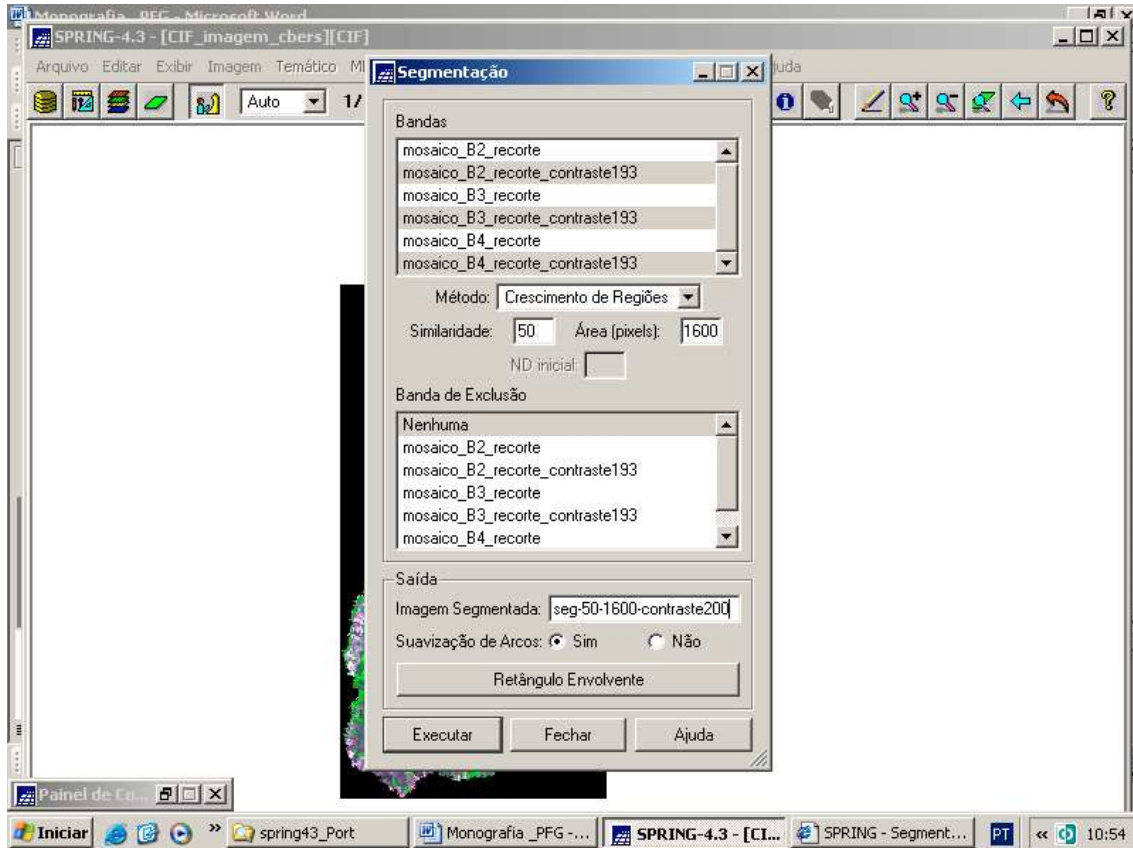 Monografia_PFG - Microsoft Word
SPRING-4.3 - [CIF_imagem_cbers][CIF]
Arquivo Editar Exibir Imagem Temático
Auto
1/
?
Segmentação
Bandas
mosaico_B2_recorte
mosaico_B2_recorte_contraste193
mosaico_B3_recorte
mosaico_B3_recorte_contraste193
mosaico_B4_recorte
mosaico_B4_recorte_contraste193
Método: Crescimento de Regiões
Similaridade: 50 Área (pixels): 1600
ND inicial:
Banda de Exclusão
Nenhuma
mosaico_B2_recorte
mosaico_B2_recorte_contraste193
mosaico_B3_recorte
mosaico_B3_recorte_contraste193
mosaico_B4_recorte
Saída
Imagem Segmentada: seg-50-1600-contraste200
Suavização de Arcos: Sim Não
Retângulo Envolvente
Executar Fechar Ajuda
Painel de Co...
Iniciar » spring43_Port Monografia _PFG -... SPRING-4.3 - [CI... SPRING - Segment... PT « 10:54